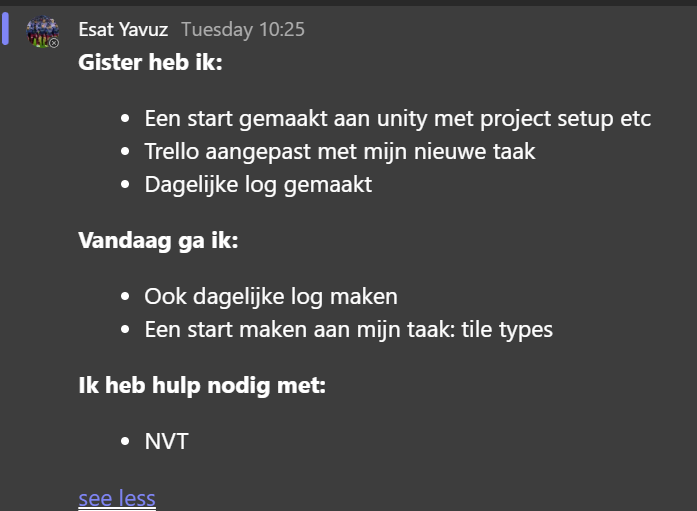 Esat Yavuz Tuesday 10:25
Gister heb ik:
• Een start gemaakt aan unity met project setup etc
• Trello aangepast met mijn nieuwe taak
• Dagelijke log gemaakt
Vandaag ga ik:
• Ook dagelijke log maken
• Een start maken aan mijn taak: tile types
Ik heb hulp nodig met:
• NVT
see less